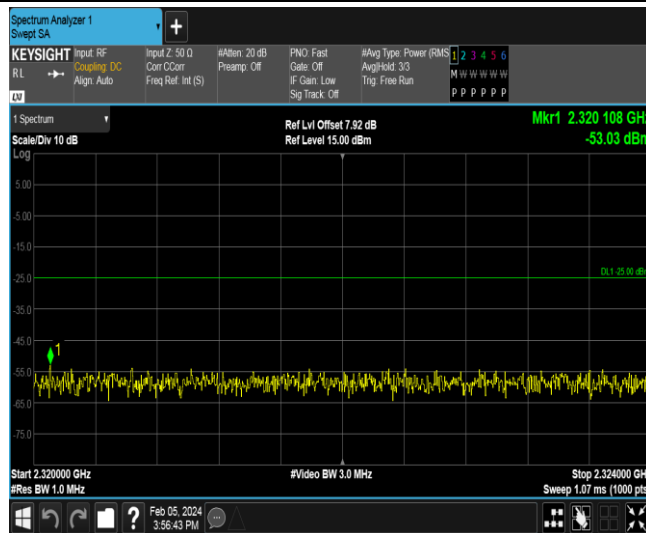 Spectrum Analyzer 1
Swept SA
+
KEYSIGHT
RL
LXI
Input: RF
Coupling: DC
Align: Auto
Input Z: 50 Ω
Corr CCorr
Freq Ref: Int (S)
#Atten: 20 dB
Preamp: Off
PNO: Fast
Gate: Off
IF Gain: Low
Sig Track: Off
#Avg Type: Power (RMS
Avg|Hold: 3/3
Trig: Free Run
1 2 3 4 5 6
M W W W W W
P P P P P P
1 Spectrum
Scale/Div 10 dB
Ref Lvl Offset 7.92 dB
Ref Level 15.00 dBm
Mkr1 2.320 108 GHz
-53.03 dBm
Log
5.00
-5.00
-15.0
-25.0
DL1 -25.00 dBm
-35.0
-45.0
1
-55.0
-65.0
-75.0
Start 2.320000 GHz
#Video BW 3.0 MHz
Stop 2.324000 GHz
#Res BW 1.0 MHz
Sweep 1.07 ms (1000 pts
?
Feb 05, 2024
3:56:43 PM